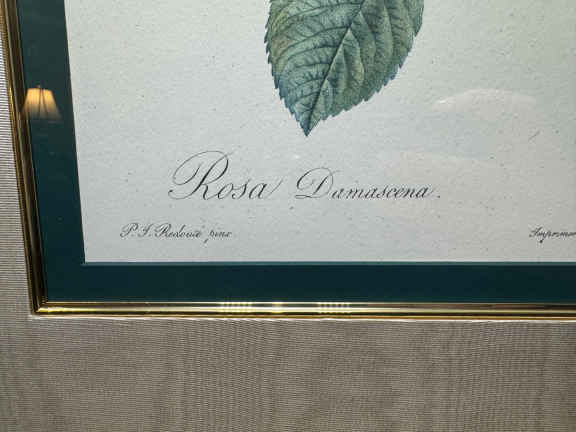 Rosa Damascena.
P. J. Redouté pinx.